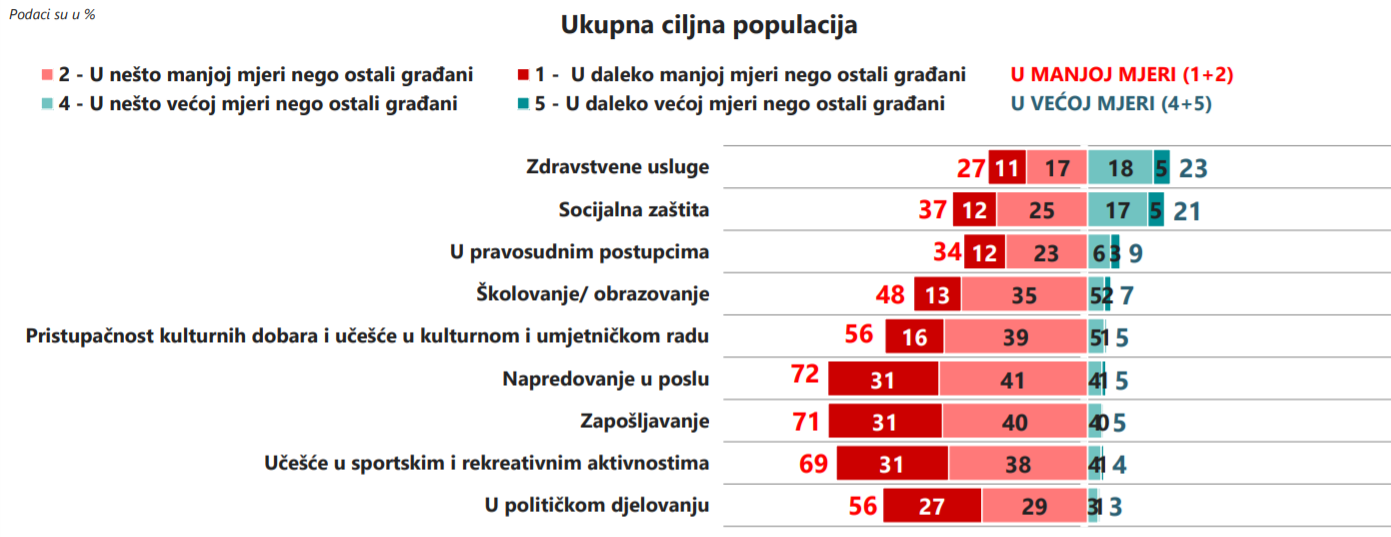 Podaci su u %
Ukupna ciljna populacija
2 - U nešto manjoj mjeri nego ostali građani 1 - U daleko manjoj mjeri nego ostali građani U MANJOJ MJERI (1+2)
4 - U nešto većoj mjeri nego ostali građani 5 - U daleko većoj mjeri nego ostali građani U VEĆOJ MJERI (4+5)
Zdravstvene usluge 27 11 17 18 5 23
Socijalna zaštita 37 12 25 17 5 21
U pravosudnim postupcima 34 12 23 6 3 9
Školovanje/ obrazovanje 48 13 35 5 2 7
Pristupačnost kulturnih dobara i učešće u kulturnom i umjetničkom radu 56 16 39 5 1 5
Napredovanje u poslu 72 31 41 4 1 5
Zapošljavanje 71 31 40 4 0 5
Učešće u sportskim i rekreativnim aktivnostima 69 31 38 4 1 4
U političkom djelovanju 56 27 29 3 1 3